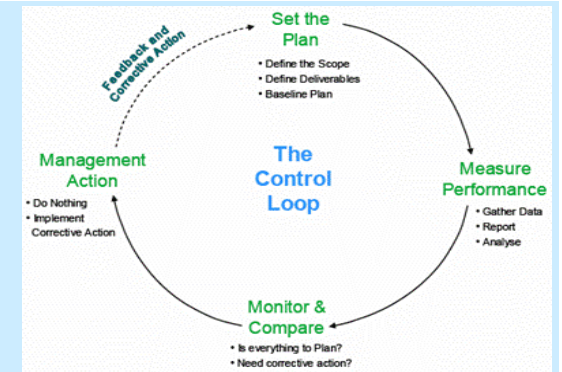 Set the
Plan
• Define the Scope
• Define Deliverables
• Baseline Plan
Feedback and
Corrective Action
The
Control
Loop
Measure
Performance
• Gather Data
• Report
• Analyse
Monitor &
Compare
• Is everything to Plan?
• Need corrective action?
Management
Action
• Do Nothing
• Implement
Corrective Action